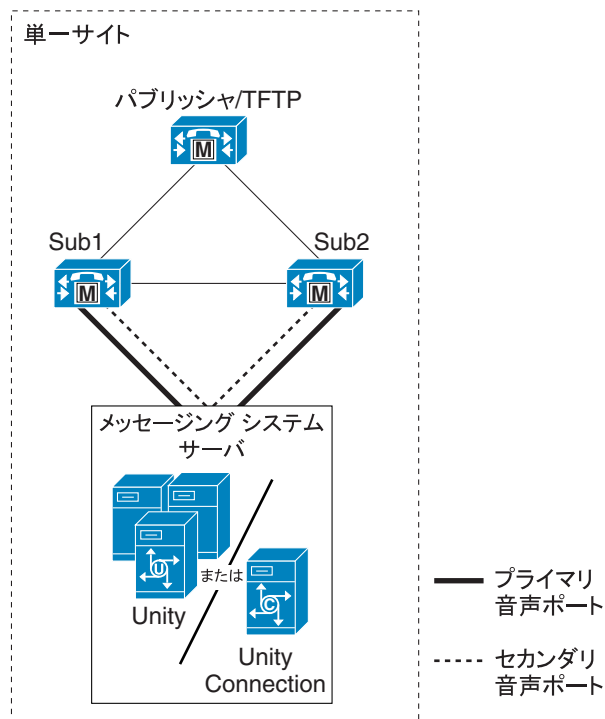 単一サイト
パブリッシャ/TFTP
M
Sub1
Sub2
M
M
メッセージング システム
サーバ
U
または
C
Unity
Unity
Connection
プライマリ
音声ポート
セカンダリ
音声ポート